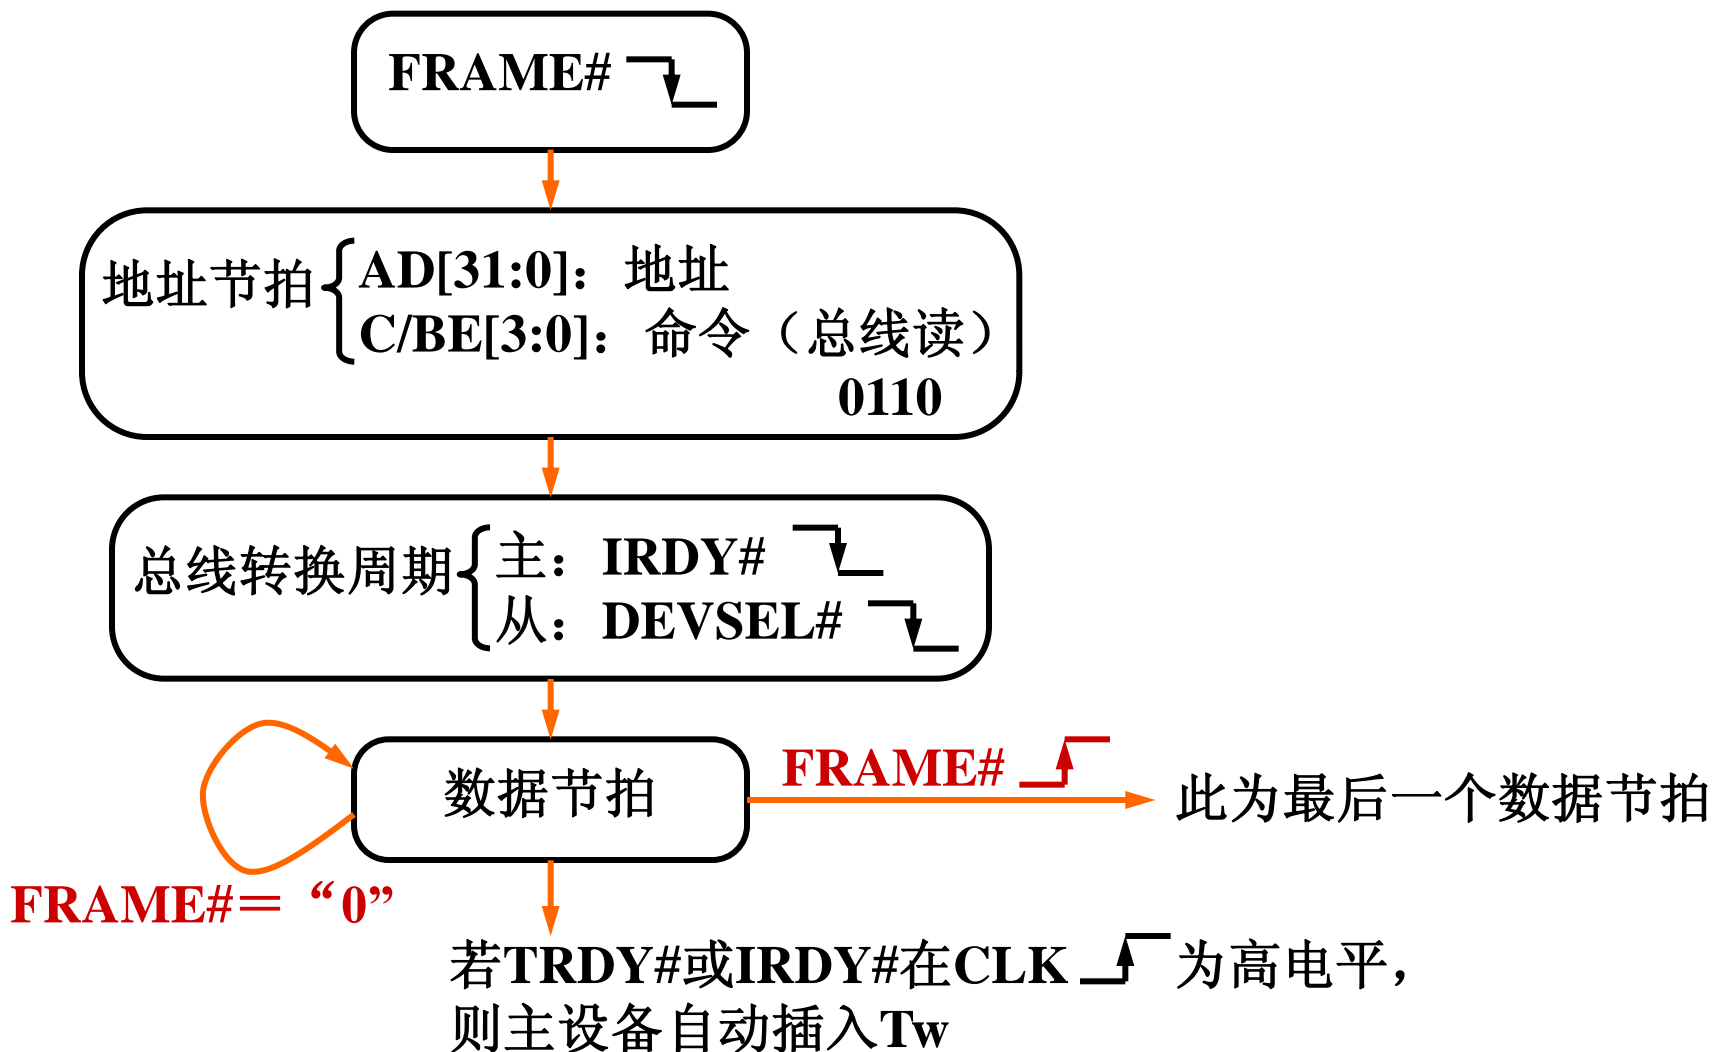 FRAME#
地址节拍
AD[31:0]：地址
C/BE[3:0]：命令（总线读）
0110
总线转换周期
主：IRDY#
从：DEVSEL#
数据节拍
FRAME#
此为最后一个数据节拍
FRAME#＝“0”
若TRDY#或IRDY#在CLK 为高电平，
则主设备自动插入Tw